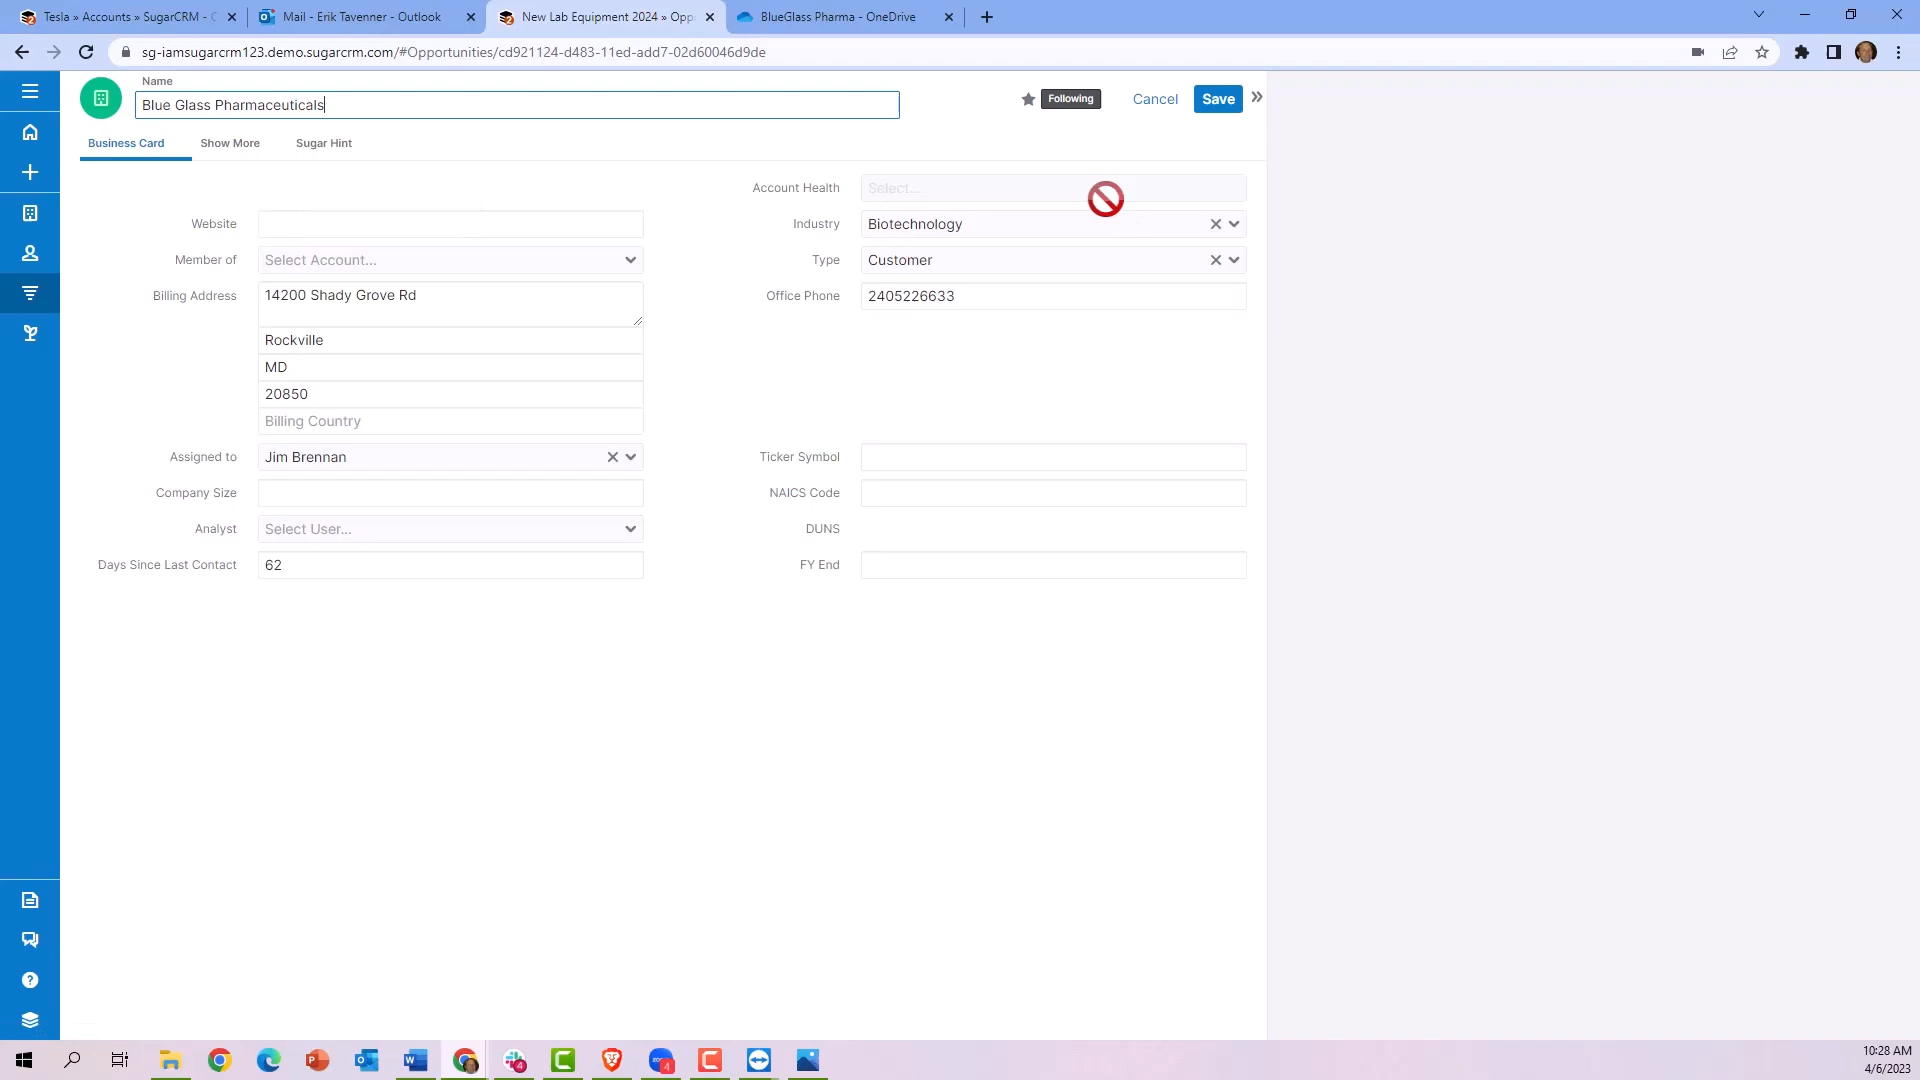 Tesla » Accounts » SugarCRM - C
Mail - Erik Tavenner - Outlook
New Lab Equipment 2024 » Opp
BlueGlass Pharma - OneDrive
sg-iamsugarcrm123.demo.sugarcrm.com/#Opportunities/cd921124-d483-11ed-add7-02d60046d9de
Name
Blue Glass Pharmaceuticals
Following
Cancel
Save
Business Card
Show More
Sugar Hint
Account Health
Select...
Website
Industry
Biotechnology
Member of
Select Account...
Type
Customer
Billing Address
14200 Shady Grove Rd
Office Phone
2405226633
Rockville
MD
20850
Billing Country
Assigned to
Jim Brennan
Ticker Symbol
Company Size
NAICS Code
Analyst
Select User...
DUNS
Days Since Last Contact
62
FY End
10:28 AM
4/6/2023